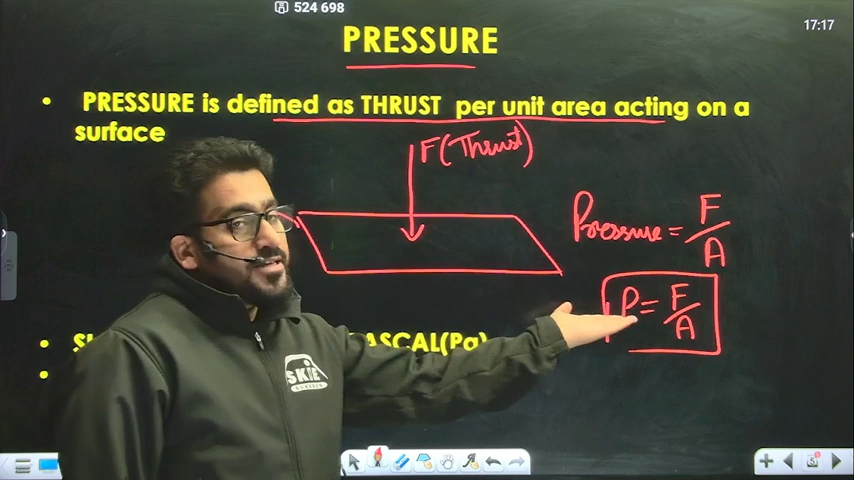 524 698
17:17
PRESSURE
• PRESSURE is defined as THRUST per unit area acting on a
surface
F(Thrust)
Pressure = F/A
P = F/A
ASCAL(Pa)
SKIE